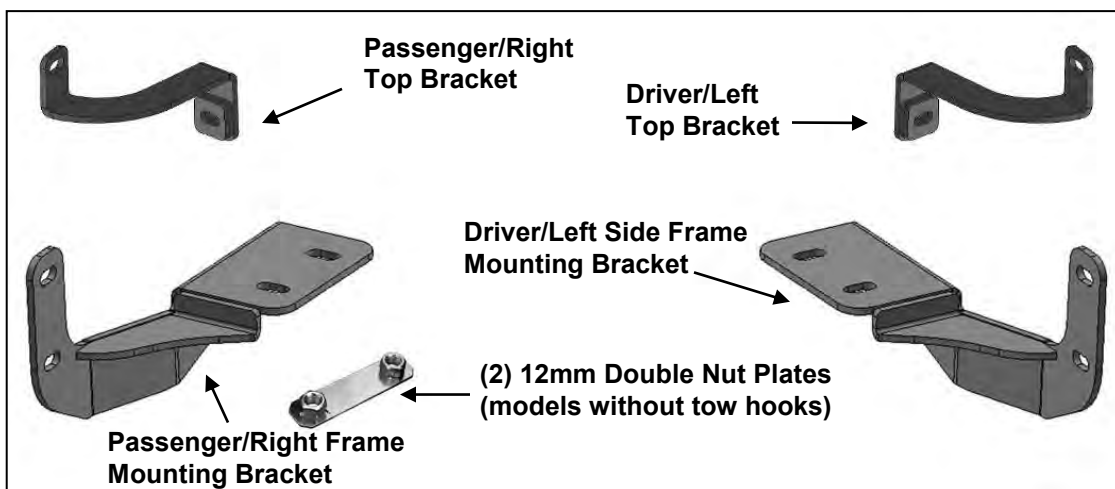 Passenger/Right
Top Bracket
Driver/Left
Top Bracket
Driver/Left Side Frame
Mounting Bracket
(2) 12mm Double Nut Plates
(models without tow hooks)
Passenger/Right Frame
Mounting Bracket